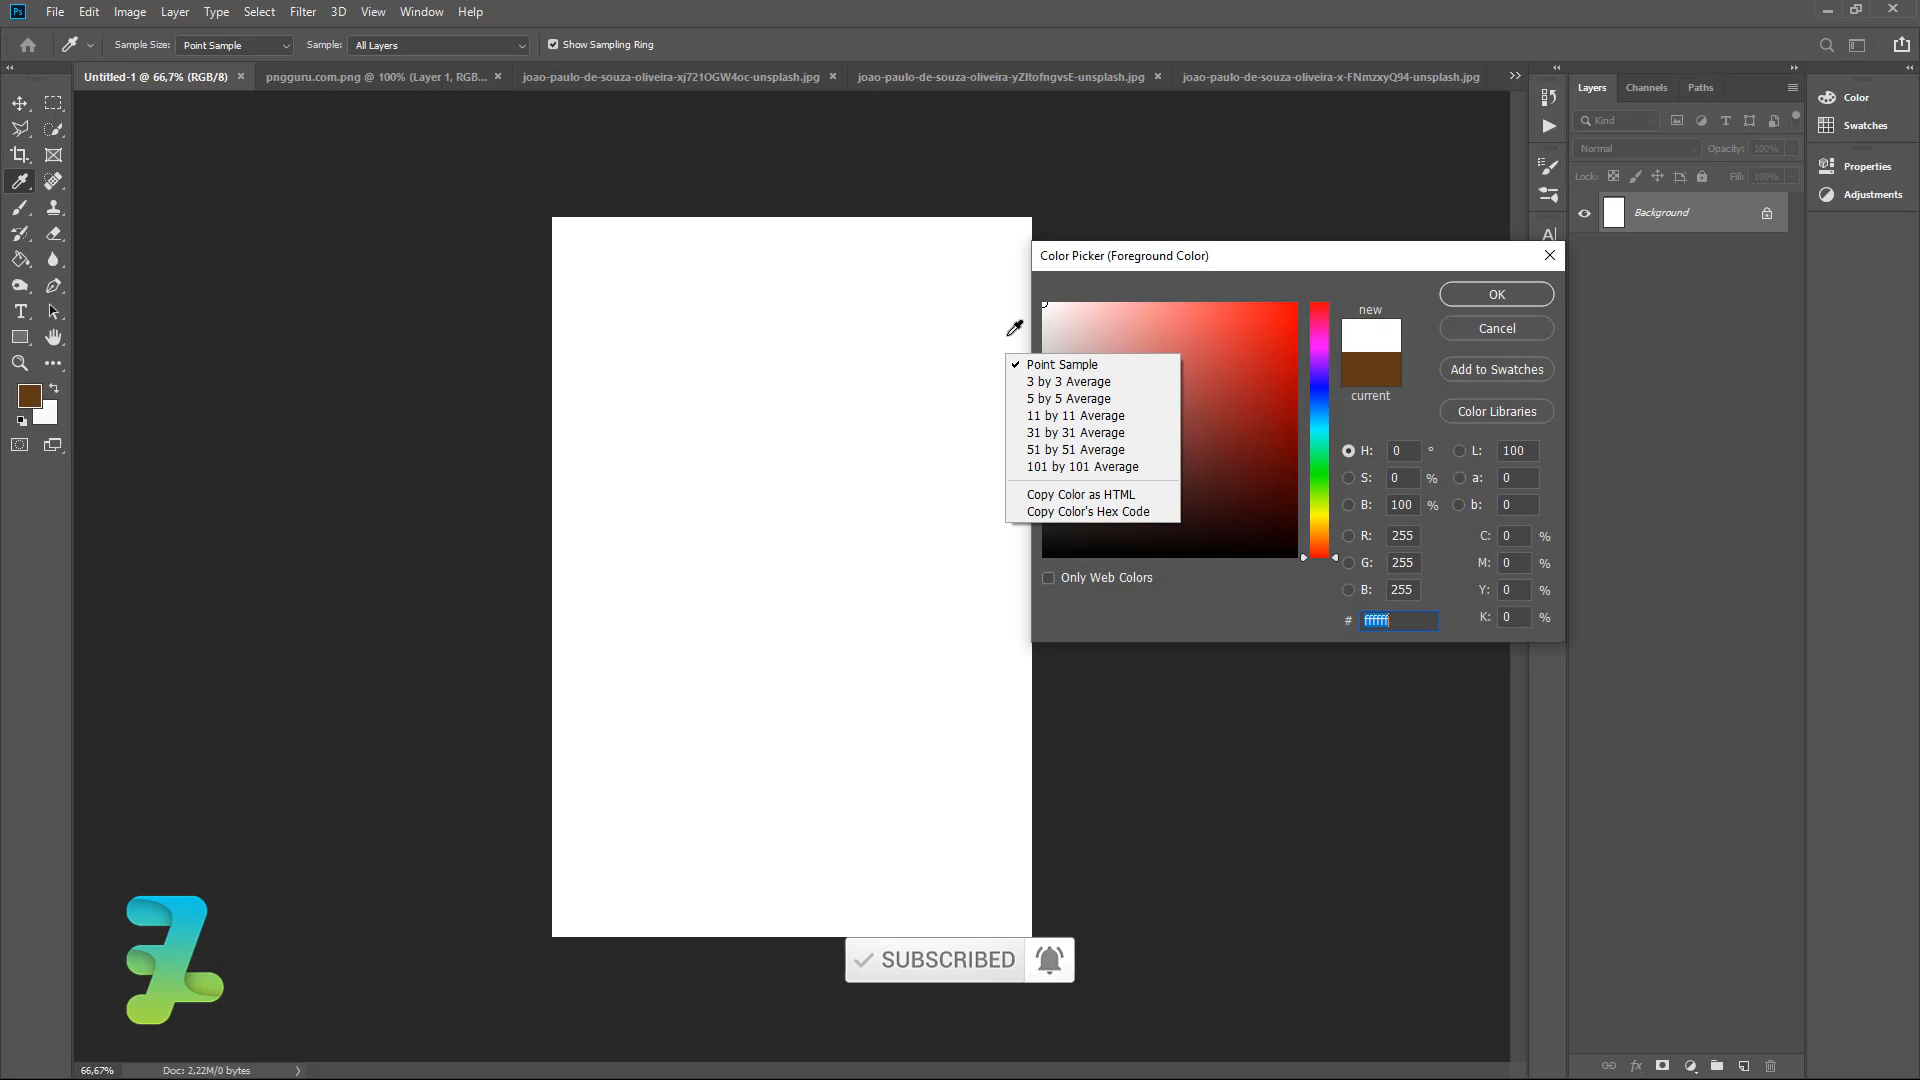 Ps File Edit Image Layer Type Select Filter 3D View Window Help
Sample Size: Point Sample Sample: All Layers Show Sampling Ring
Untitled-1 @ 66,7% (RGB/8) × pngguru.com.png @ 100% (Layer 1, RGB... × joao-paulo-de-souza-oliveira-xj721OGW4oc-unsplash.jpg × joao-paulo-de-souza-oliveira-yZItofngvsE-unsplash.jpg × joao-paulo-de-souza-oliveira-x-FNmzxyQ94-unsplash.jpg
Layers Channels Paths
Kind
Normal Opacity: 100%
Lock: Fill: 100%
Background
Color
Swatches
Properties
Adjustments
Color Picker (Foreground Color)
new
current
OK
Cancel
Add to Swatches
Color Libraries
Point Sample
3 by 3 Average
5 by 5 Average
11 by 11 Average
31 by 31 Average
51 by 51 Average
101 by 101 Average
Copy Color as HTML
Copy Color's Hex Code
H: 0 ° L: 100
S: 0 % a: 0
B: 100 % b: 0
R: 255 C: 0 %
G: 255 M: 0 %
B: 255 Y: 0 %
# ffffff K: 0 %
Only Web Colors
SUBSCRIBED
66,67% Doc: 2,22M/0 bytes